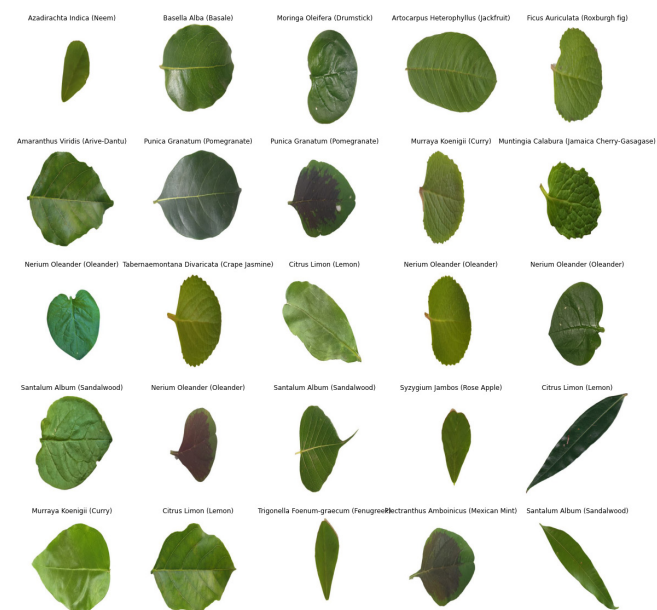 Azadirachta Indica (Neem)
Basella Alba (Basale)
Moringa Oleifera (Drumstick)
Artocarpus Heterophyllus (Jackfruit)
Ficus Auriculata (Roxburgh fig)
Amaranthus Viridis (Arive-Dantu)
Punica Granatum (Pomegranate)
Punica Granatum (Pomegranate)
Murraya Koenigii (Curry)
Muntingia Calabura (Jamaica Cherry-Gasagase)
Nerium Oleander (Oleander)
Tabernaemontana Divaricata (Crape Jasmine)
Citrus Limon (Lemon)
Nerium Oleander (Oleander)
Nerium Oleander (Oleander)
Santalum Album (Sandalwood)
Nerium Oleander (Oleander)
Santalum Album (Sandalwood)
Syzygium Jambos (Rose Apple)
Citrus Limon (Lemon)
Murraya Koenigii (Curry)
Citrus Limon (Lemon)
Trigonella Foenum-graecum (Fenugreek)
Plectranthus Amboinicus (Mexican Mint)
Santalum Album (Sandalwood)